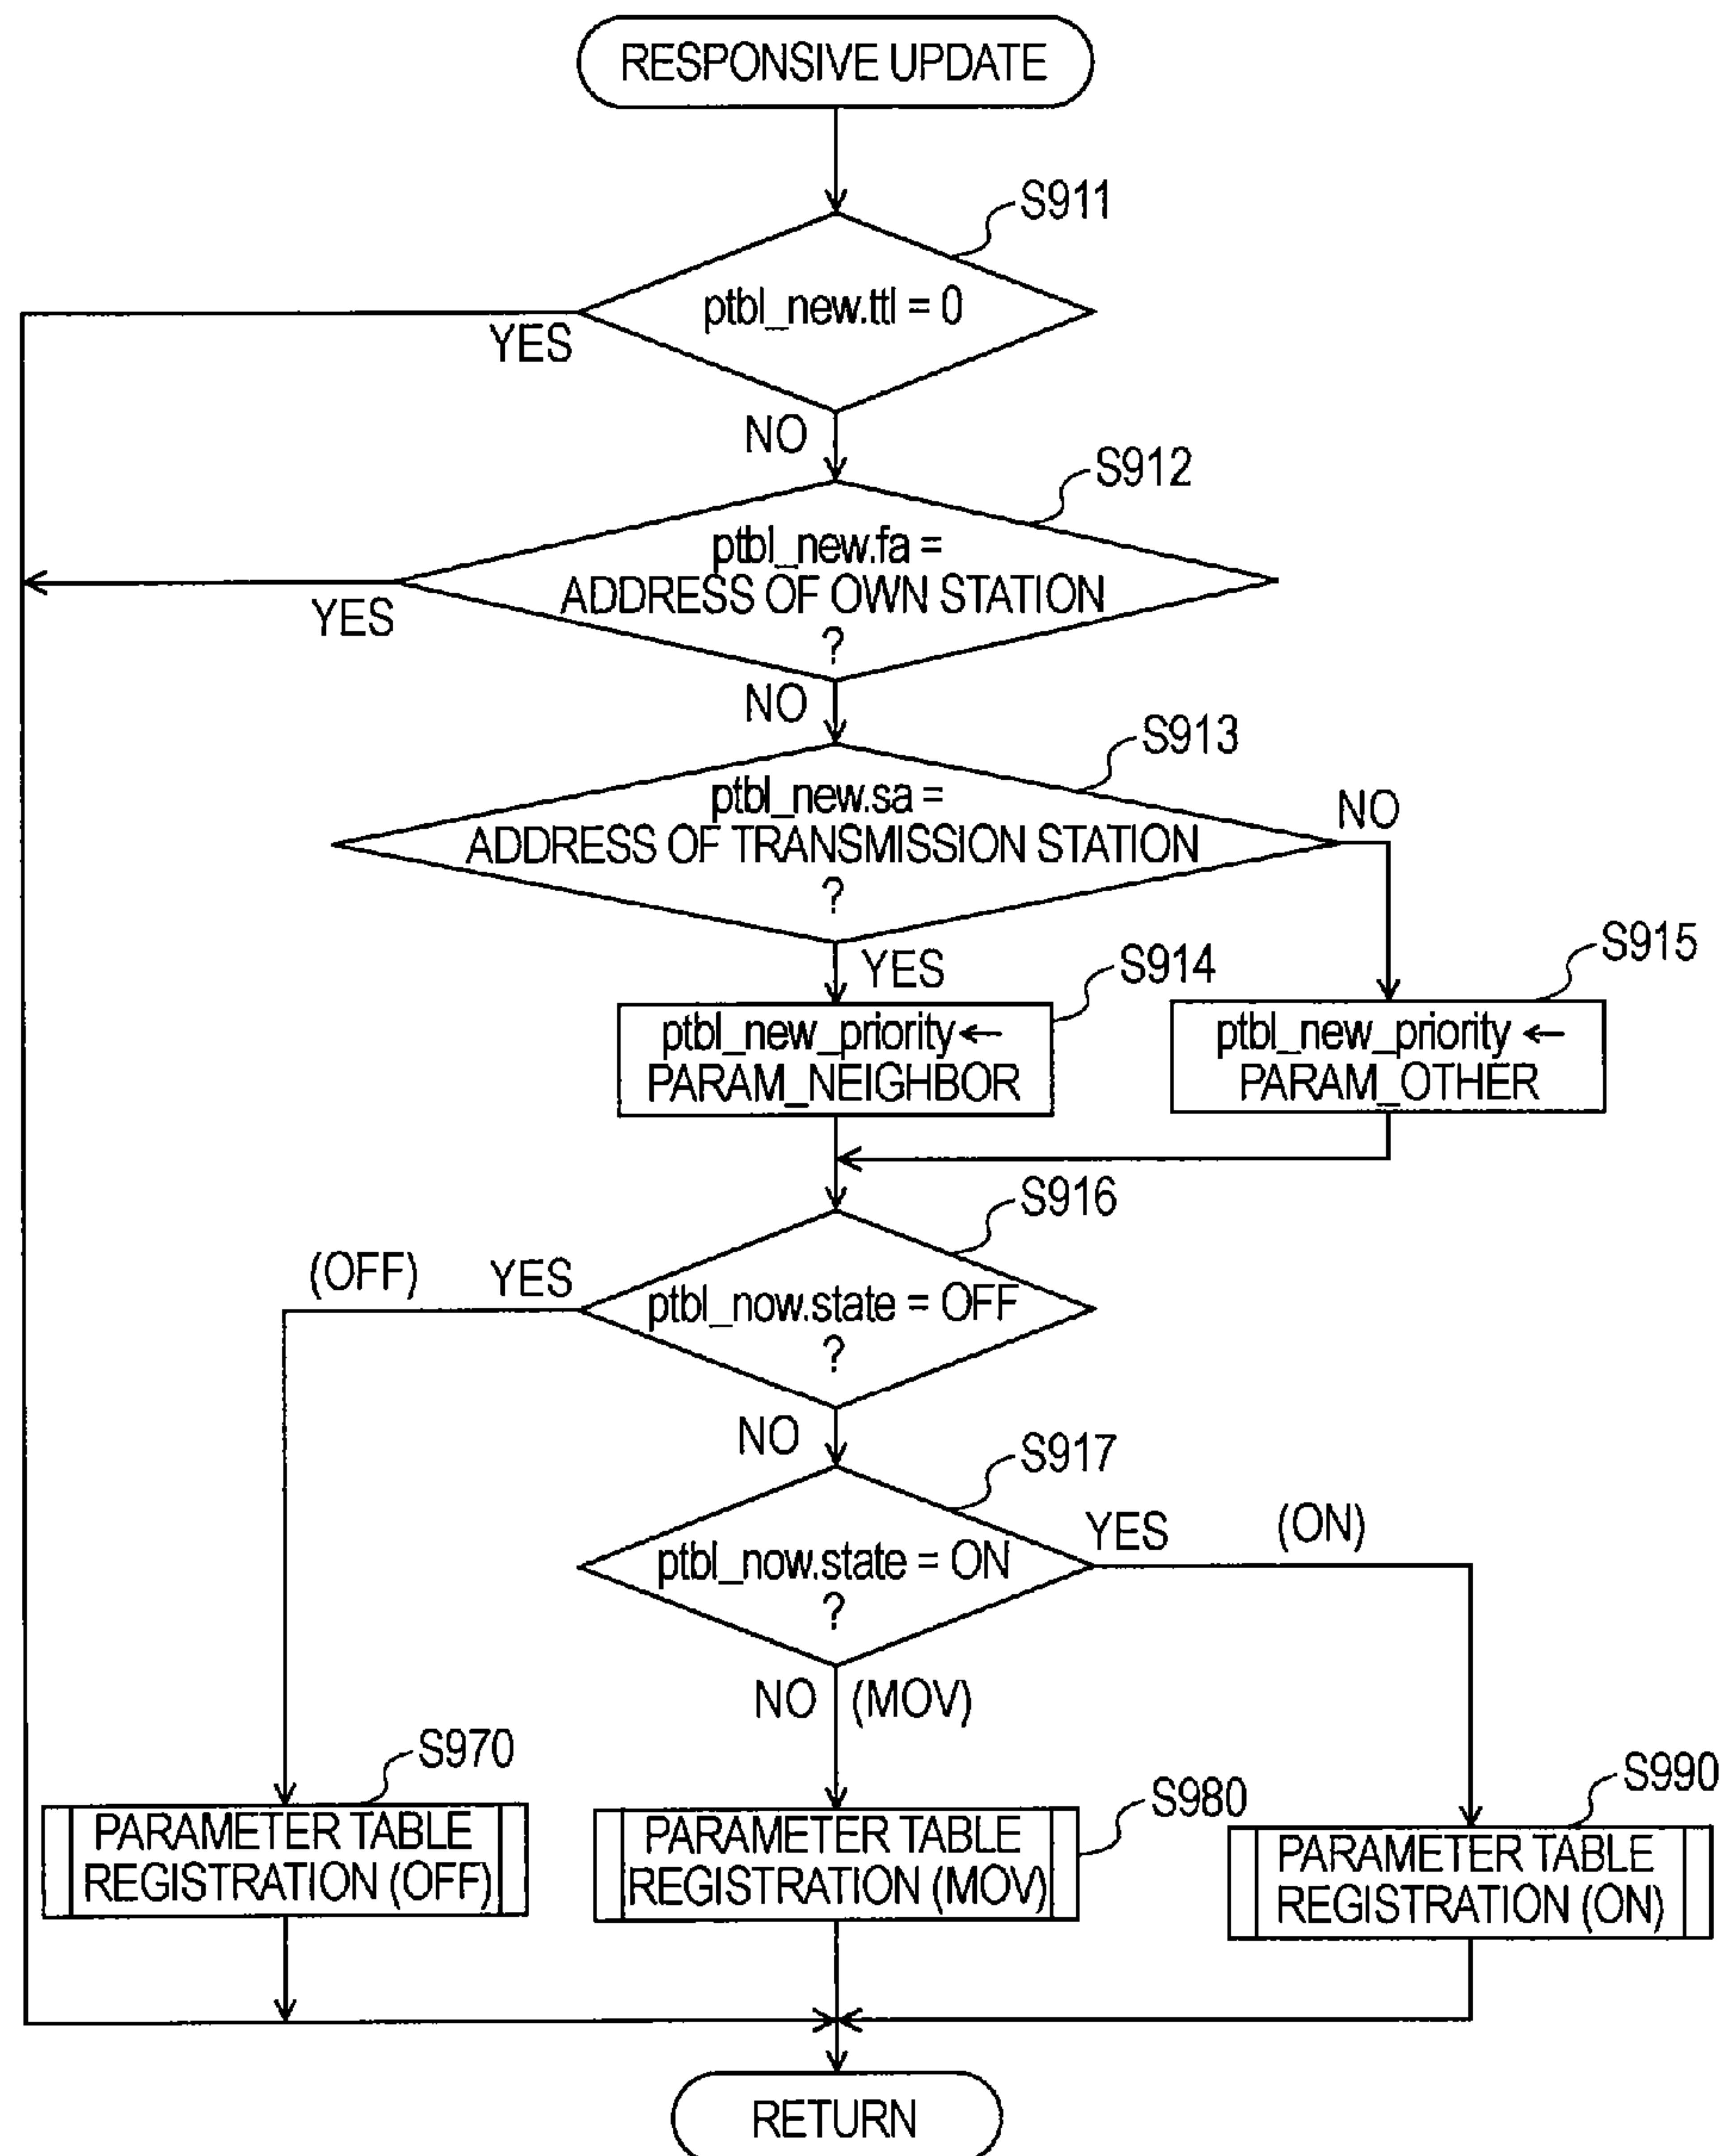 RESPONSIVE UPDATE
S911
ptbl_new.ttl = 0
YES
NO
S912
ptbl_new.fa =
ADDRESS OF OWN STATION
?
YES
NO
S913
ptbl_new.sa =
ADDRESS OF TRANSMISSION STATION
?
NO
YES
S914
S915
ptbl_new_priority ←
PARAM_NEIGHBOR
ptbl_new_priority ←
PARAM_OTHER
S916
(OFF) YES
ptbl_now.state = OFF
?
NO
S917
YES (ON)
ptbl_now.state = ON
?
NO (MOV)
S970
S980
S990
PARAMETER TABLE
REGISTRATION (OFF)
PARAMETER TABLE
REGISTRATION (MOV)
PARAMETER TABLE
REGISTRATION (ON)
RETURN